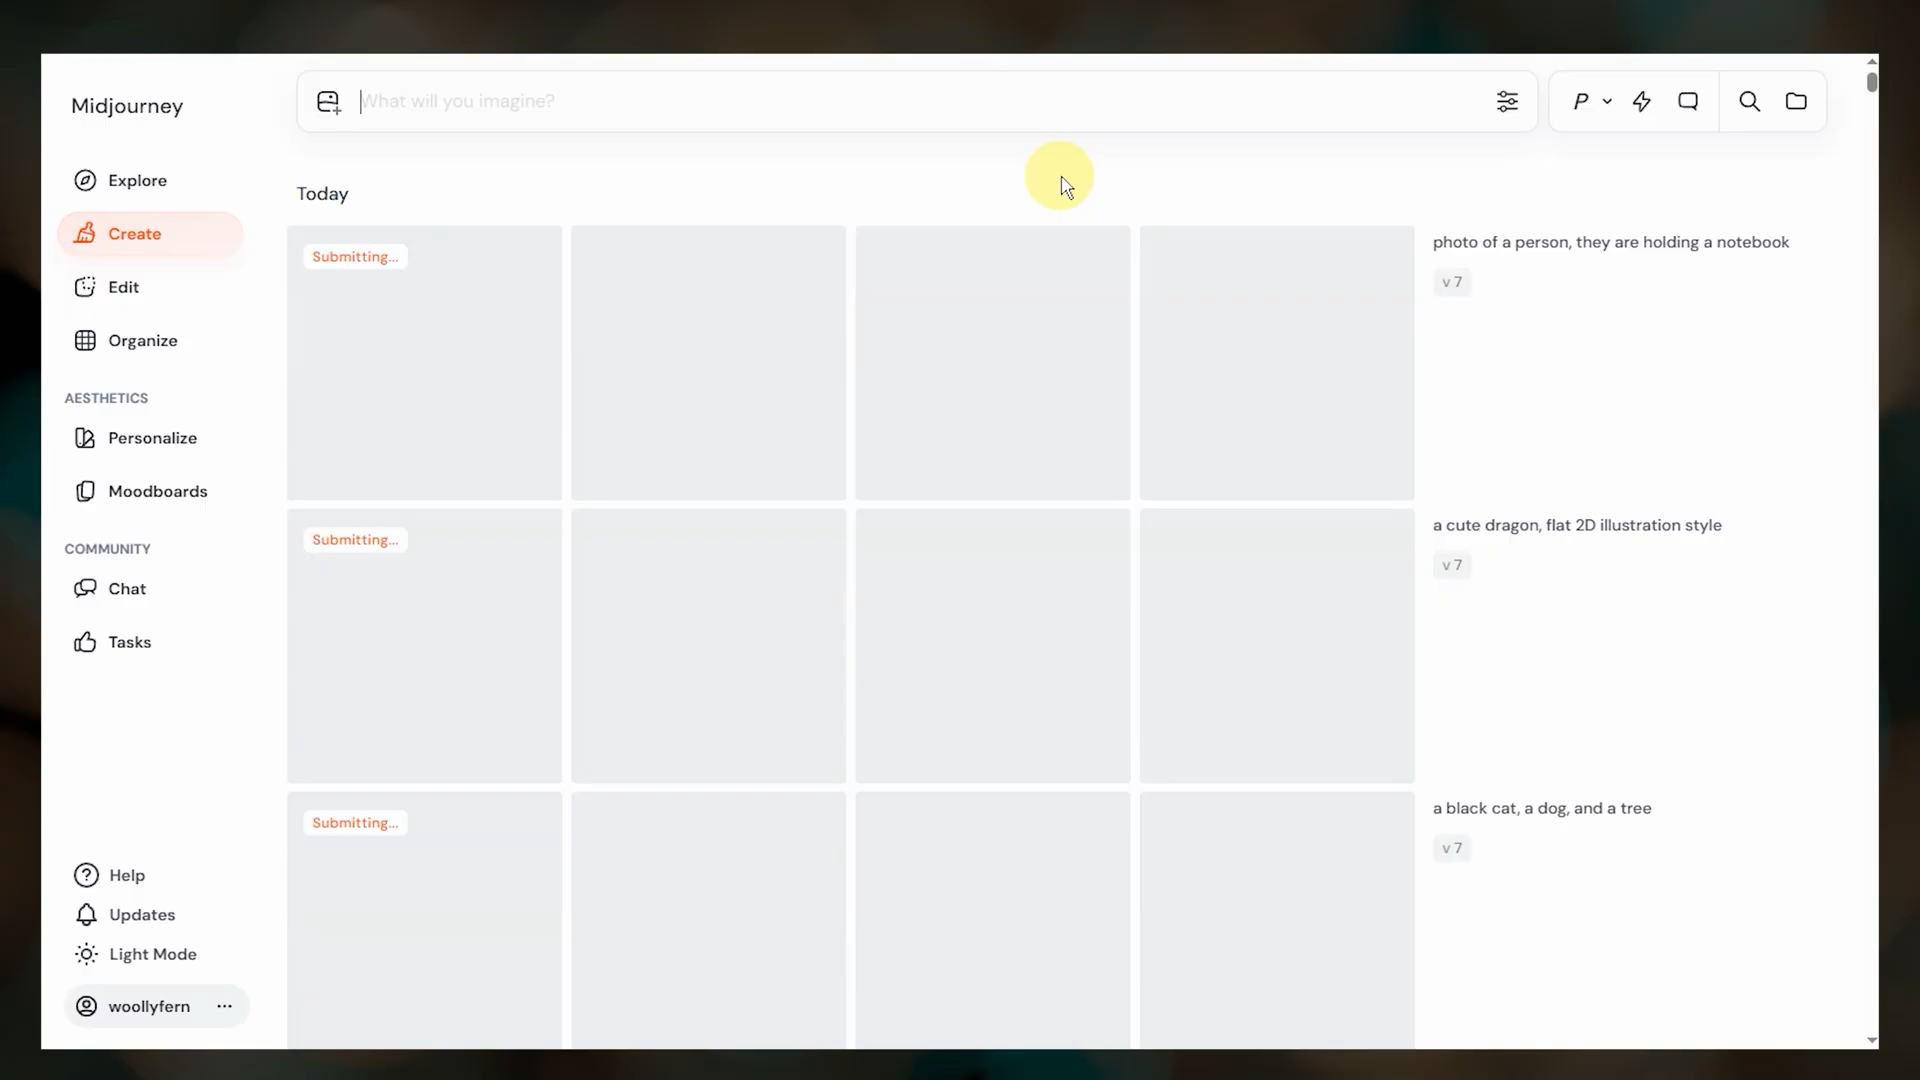 Midjourney
What will you imagine?
P
Explore
Create
Edit
Organize
AESTHETICS
Personalize
Moodboards
COMMUNITY
Chat
Tasks
Help
Updates
Light Mode
woollyfern
Today
Submitting...
photo of a person, they are holding a notebook
v 7
Submitting...
a cute dragon, flat 2D illustration style
v 7
Submitting...
a black cat, a dog, and a tree
v 7